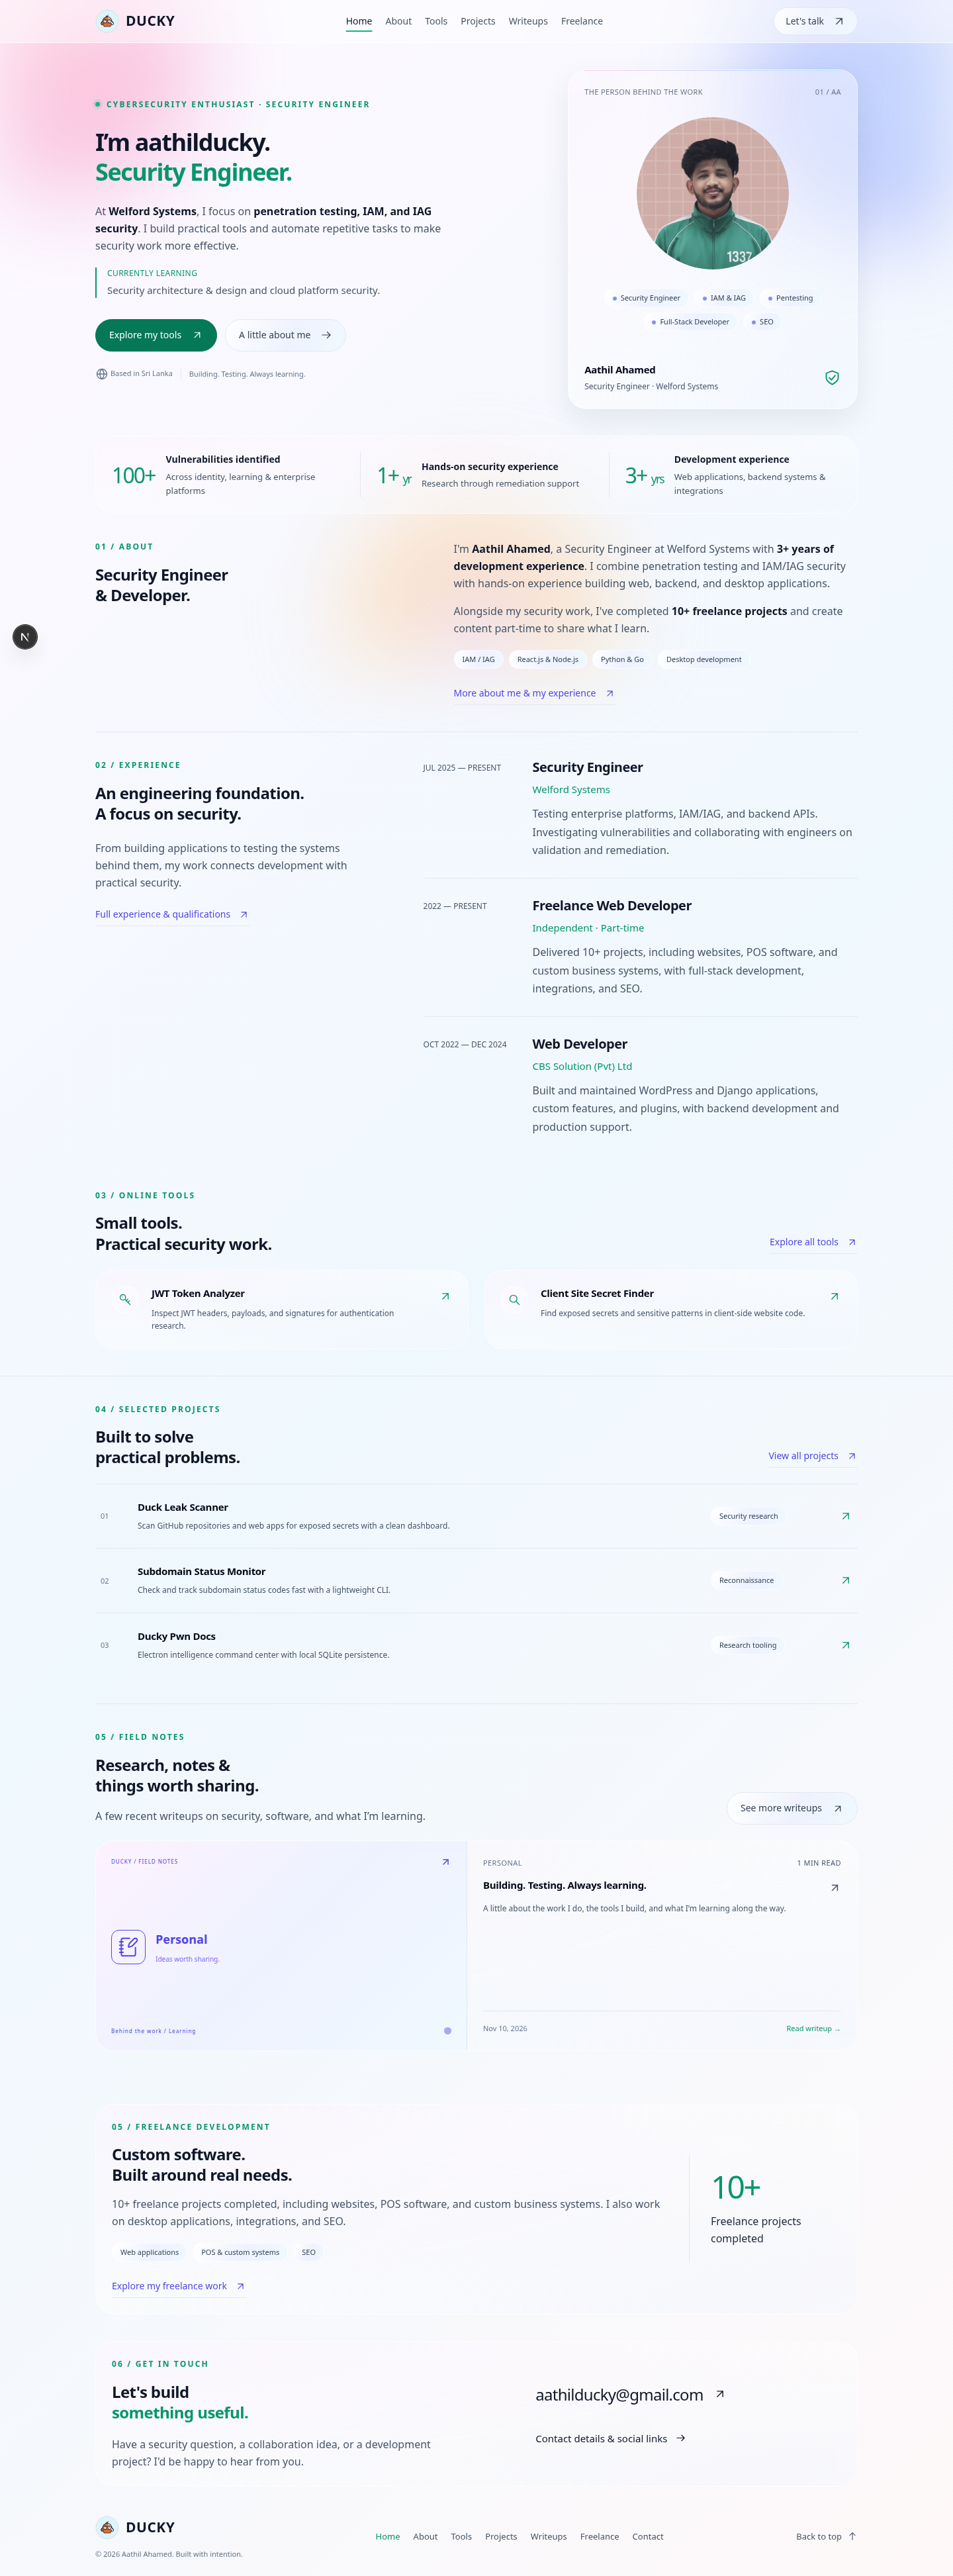 DUCKY
Home About Tools Projects Writeups Freelance
Let's talk
CYBERSECURITY ENTHUSIAST · SECURITY ENGINEER
I’m aathilducky.
Security Engineer.
At Welford Systems, I focus on penetration testing, IAM, and IAG
security. I build practical tools and automate repetitive tasks to make
security work more effective.
CURRENTLY LEARNING
Security architecture & design and cloud platform security.
Explore my tools
A little about me
Based in Sri Lanka
Building. Testing. Always learning.
THE PERSON BEHIND THE WORK
01 / AA
1337
Security Engineer
IAM & IAG
Pentesting
Full-Stack Developer
SEO
Aathil Ahamed
Security Engineer · Welford Systems
100+
Vulnerabilities identified
Across identity, learning & enterprise
platforms
1+ yr
Hands-on security experience
Research through remediation support
3+ yrs
Development experience
Web applications, backend systems &
integrations
01 / ABOUT
Security Engineer
& Developer.
I'm Aathil Ahamed, a Security Engineer at Welford Systems with 3+ years of
development experience. I combine penetration testing and IAM/IAG security
with hands-on experience building web, backend, and desktop applications.
Alongside my security work, I've completed 10+ freelance projects and create
content part-time to share what I learn.
IAM / IAG
React.js & Node.js
Python & Go
Desktop development
More about me & my experience
N
02 / EXPERIENCE
An engineering foundation.
A focus on security.
From building applications to testing the systems
behind them, my work connects development with
practical security.
Full experience & qualifications
JUL 2025 — PRESENT
Security Engineer
Welford Systems
Testing enterprise platforms, IAM/IAG, and backend APIs.
Investigating vulnerabilities and collaborating with engineers on
validation and remediation.
2022 — PRESENT
Freelance Web Developer
Independent · Part-time
Delivered 10+ projects, including websites, POS software, and
custom business systems, with full-stack development,
integrations, and SEO.
OCT 2022 — DEC 2024
Web Developer
CBS Solution (Pvt) Ltd
Built and maintained WordPress and Django applications,
custom features, and plugins, with backend development and
production support.
03 / ONLINE TOOLS
Small tools.
Practical security work.
Explore all tools
JWT Token Analyzer
Inspect JWT headers, payloads, and signatures for authentication
research.
Client Site Secret Finder
Find exposed secrets and sensitive patterns in client-side website code.
04 / SELECTED PROJECTS
Built to solve
practical problems.
View all projects
01
Duck Leak Scanner
Scan GitHub repositories and web apps for exposed secrets with a clean dashboard.
Security research
02
Subdomain Status Monitor
Check and track subdomain status codes fast with a lightweight CLI.
Reconnaissance
03
Ducky Pwn Docs
Electron intelligence command center with local SQLite persistence.
Research tooling
05 / FIELD NOTES
Research, notes &
things worth sharing.
A few recent writeups on security, software, and what I’m learning.
See more writeups
DUCKY / FIELD NOTES
Personal
Ideas worth sharing.
Behind the work / Learning
PERSONAL
1 MIN READ
Building. Testing. Always learning.
A little about the work I do, the tools I build, and what I’m learning along the way.
Nov 10, 2026
Read writeup →
05 / FREELANCE DEVELOPMENT
Custom software.
Built around real needs.
10+ freelance projects completed, including websites, POS software, and custom business systems. I also work
on desktop applications, integrations, and SEO.
Web applications
POS & custom systems
SEO
Explore my freelance work
10+
Freelance projects
completed
06 / GET IN TOUCH
Let's build
something useful.
Have a security question, a collaboration idea, or a development
project? I'd be happy to hear from you.
aathilducky@gmail.com
Contact details & social links
DUCKY
© 2026 Aathil Ahamed. Built with intention.
Home About Tools Projects Writeups Freelance Contact
Back to top